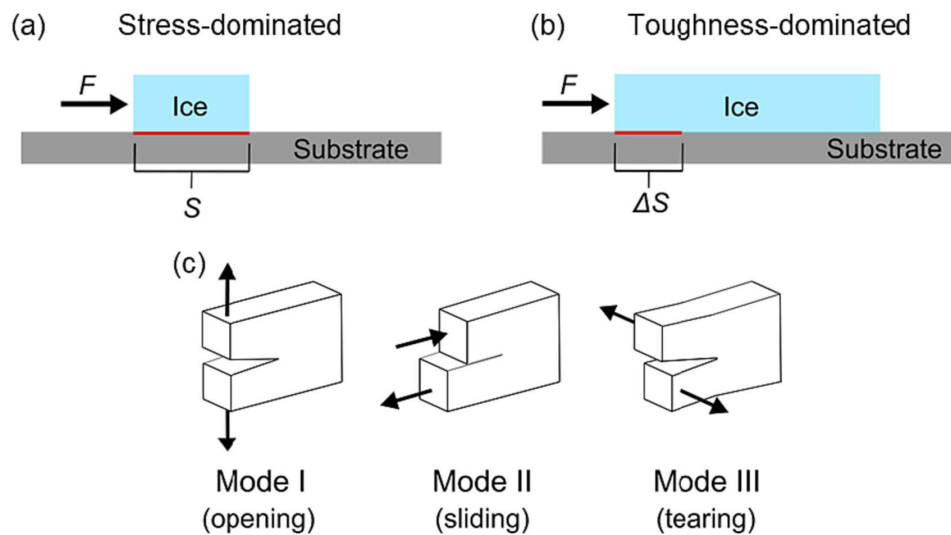 (a) Stress-dominated
F
Ice
Substrate
S
(b) Toughness-dominated
F
Ice
Substrate
ΔS
(c)
Mode I
(opening)
Mode II
(sliding)
Mode III
(tearing)